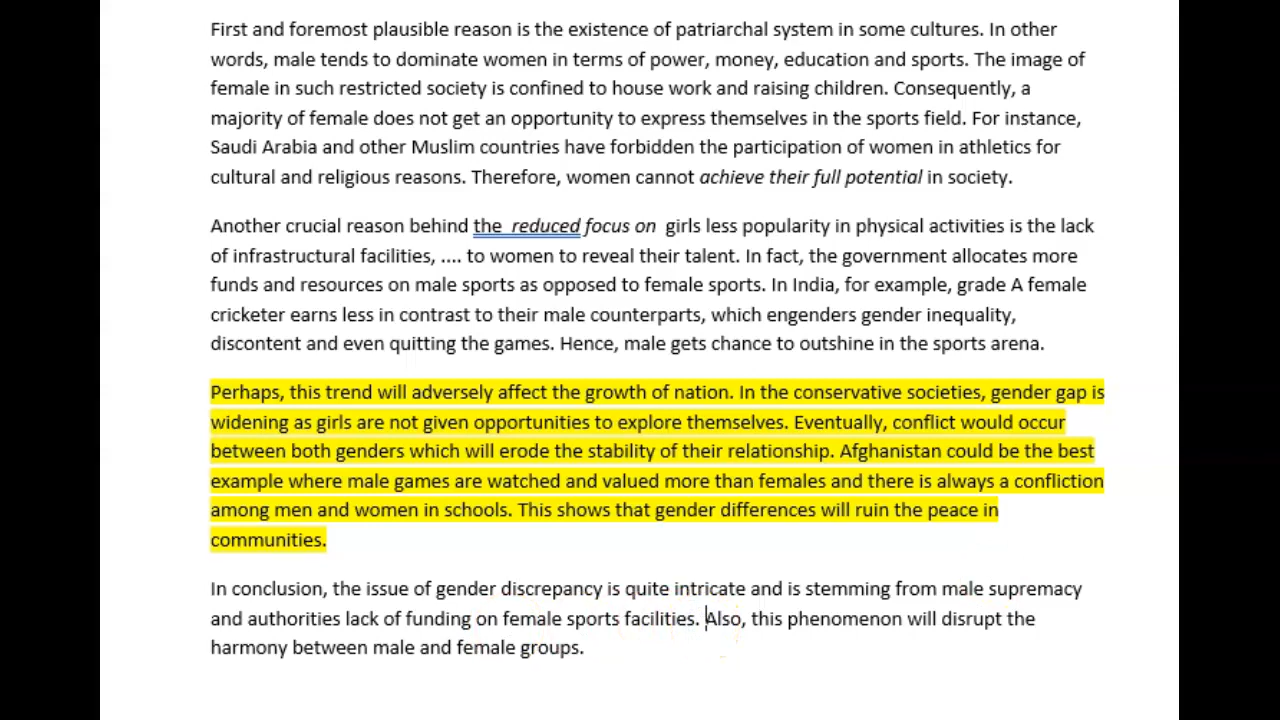 First and foremost plausible reason is the existence of patriarchal system in some cultures. In other
words, male tends to dominate women in terms of power, money, education and sports. The image of
female in such restricted society is confined to house work and raising children. Consequently, a
majority of female does not get an opportunity to express themselves in the sports field. For instance,
Saudi Arabia and other Muslim countries have forbidden the participation of women in athletics for
cultural and religious reasons. Therefore, women cannot achieve their full potential in society.
Another crucial reason behind the  reduced focus on  girls less popularity in physical activities is the lack
of infrastructural facilities, .... to women to reveal their talent. In fact, the government allocates more
funds and resources on male sports as opposed to female sports. In India, for example, grade A female
cricketer earns less in contrast to their male counterparts, which engenders gender inequality,
discontent and even quitting the games. Hence, male gets chance to outshine in the sports arena.
Perhaps, this trend will adversely affect the growth of nation. In the conservative societies, gender gap is
widening as girls are not given opportunities to explore themselves. Eventually, conflict would occur
between both genders which will erode the stability of their relationship. Afghanistan could be the best
example where male games are watched and valued more than females and there is always a confliction
among men and women in schools. This shows that gender differences will ruin the peace in
communities.
In conclusion, the issue of gender discrepancy is quite intricate and is stemming from male supremacy
and authorities lack of funding on female sports facilities. Also, this phenomenon will disrupt the
harmony between male and female groups.